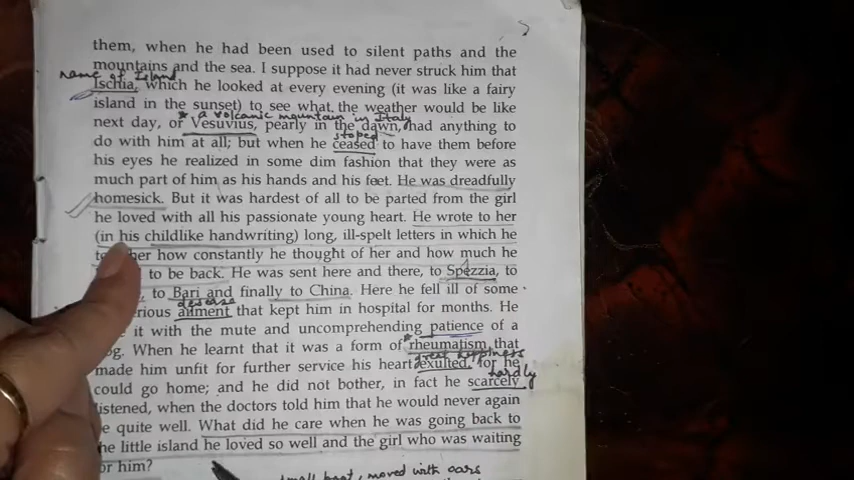 them, when he had been used to silent paths and the
mountains and the sea. I suppose it had never struck him that
name of Island
Ischia, which he looked at every evening (it was like a fairy
island in the sunset) to see what the weather would be like
a volcanic mountain in Italy
next day, or Vesuvius, pearly in the dawn, had anything to
stoped
do with him at all; but when he ceased to have them before
his eyes he realized in some dim fashion that they were as
much part of him as his hands and his feet. He was dreadfully
homesick. But it was hardest of all to be parted from the girl
he loved with all his passionate young heart. He wrote to her
(in his childlike handwriting) long, ill-spelt letters in which he
her how constantly he thought of her and how much he
to be back. He was sent here and there, to Spezzia, to
to Bari and finally to China. Here he fell ill of some
desease
ailment that kept him in hospital for months. He
it with the mute and uncomprehending patience of a
When he learnt that it was a form of rheumatism that
great happiness
made him unfit for further service his heart exulted, for he
hardly
could go home; and he did not bother, in fact he scarcely
listened, when the doctors told him that he would never again
quite well. What did he care when he was going back to
little island he loved so well and the girl who was waiting
him?
small boat, moved with oars